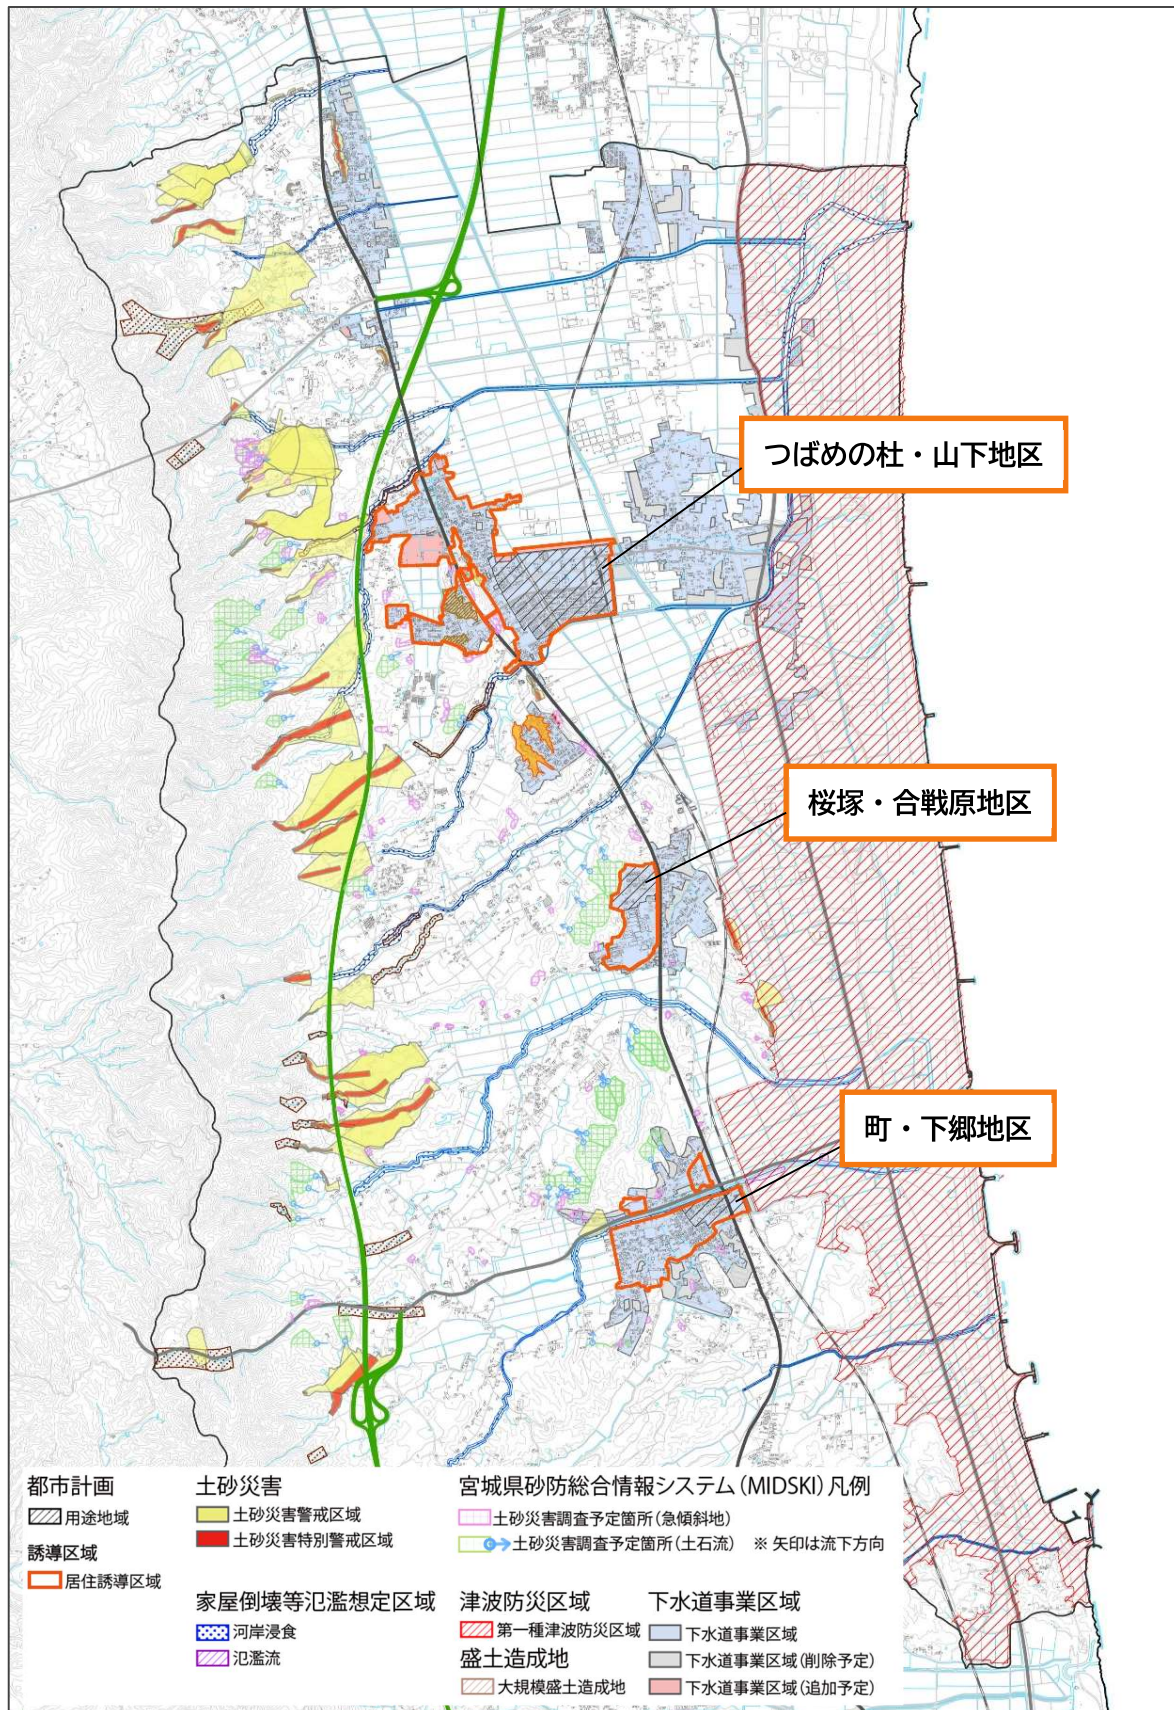 つばめの杜・山下地区
桜塚・合戦原地区
町・下郷地区
都市計画
用途地域
誘導区域
居住誘導区域
土砂災害
土砂災害警戒区域
土砂災害特別警戒区域
家屋倒壊等氾濫想定区域
河岸浸食
氾濫流
宮城県砂防総合情報システム(MIDSKI)凡例
土砂災害調査予定箇所(急傾斜地)
土砂災害調査予定箇所(土石流) ※ 矢印は流下方向
津波防災区域
第一種津波防災区域
盛土造成地
大規模盛土造成地
下水道事業区域
下水道事業区域
下水道事業区域(削除予定)
下水道事業区域(追加予定)